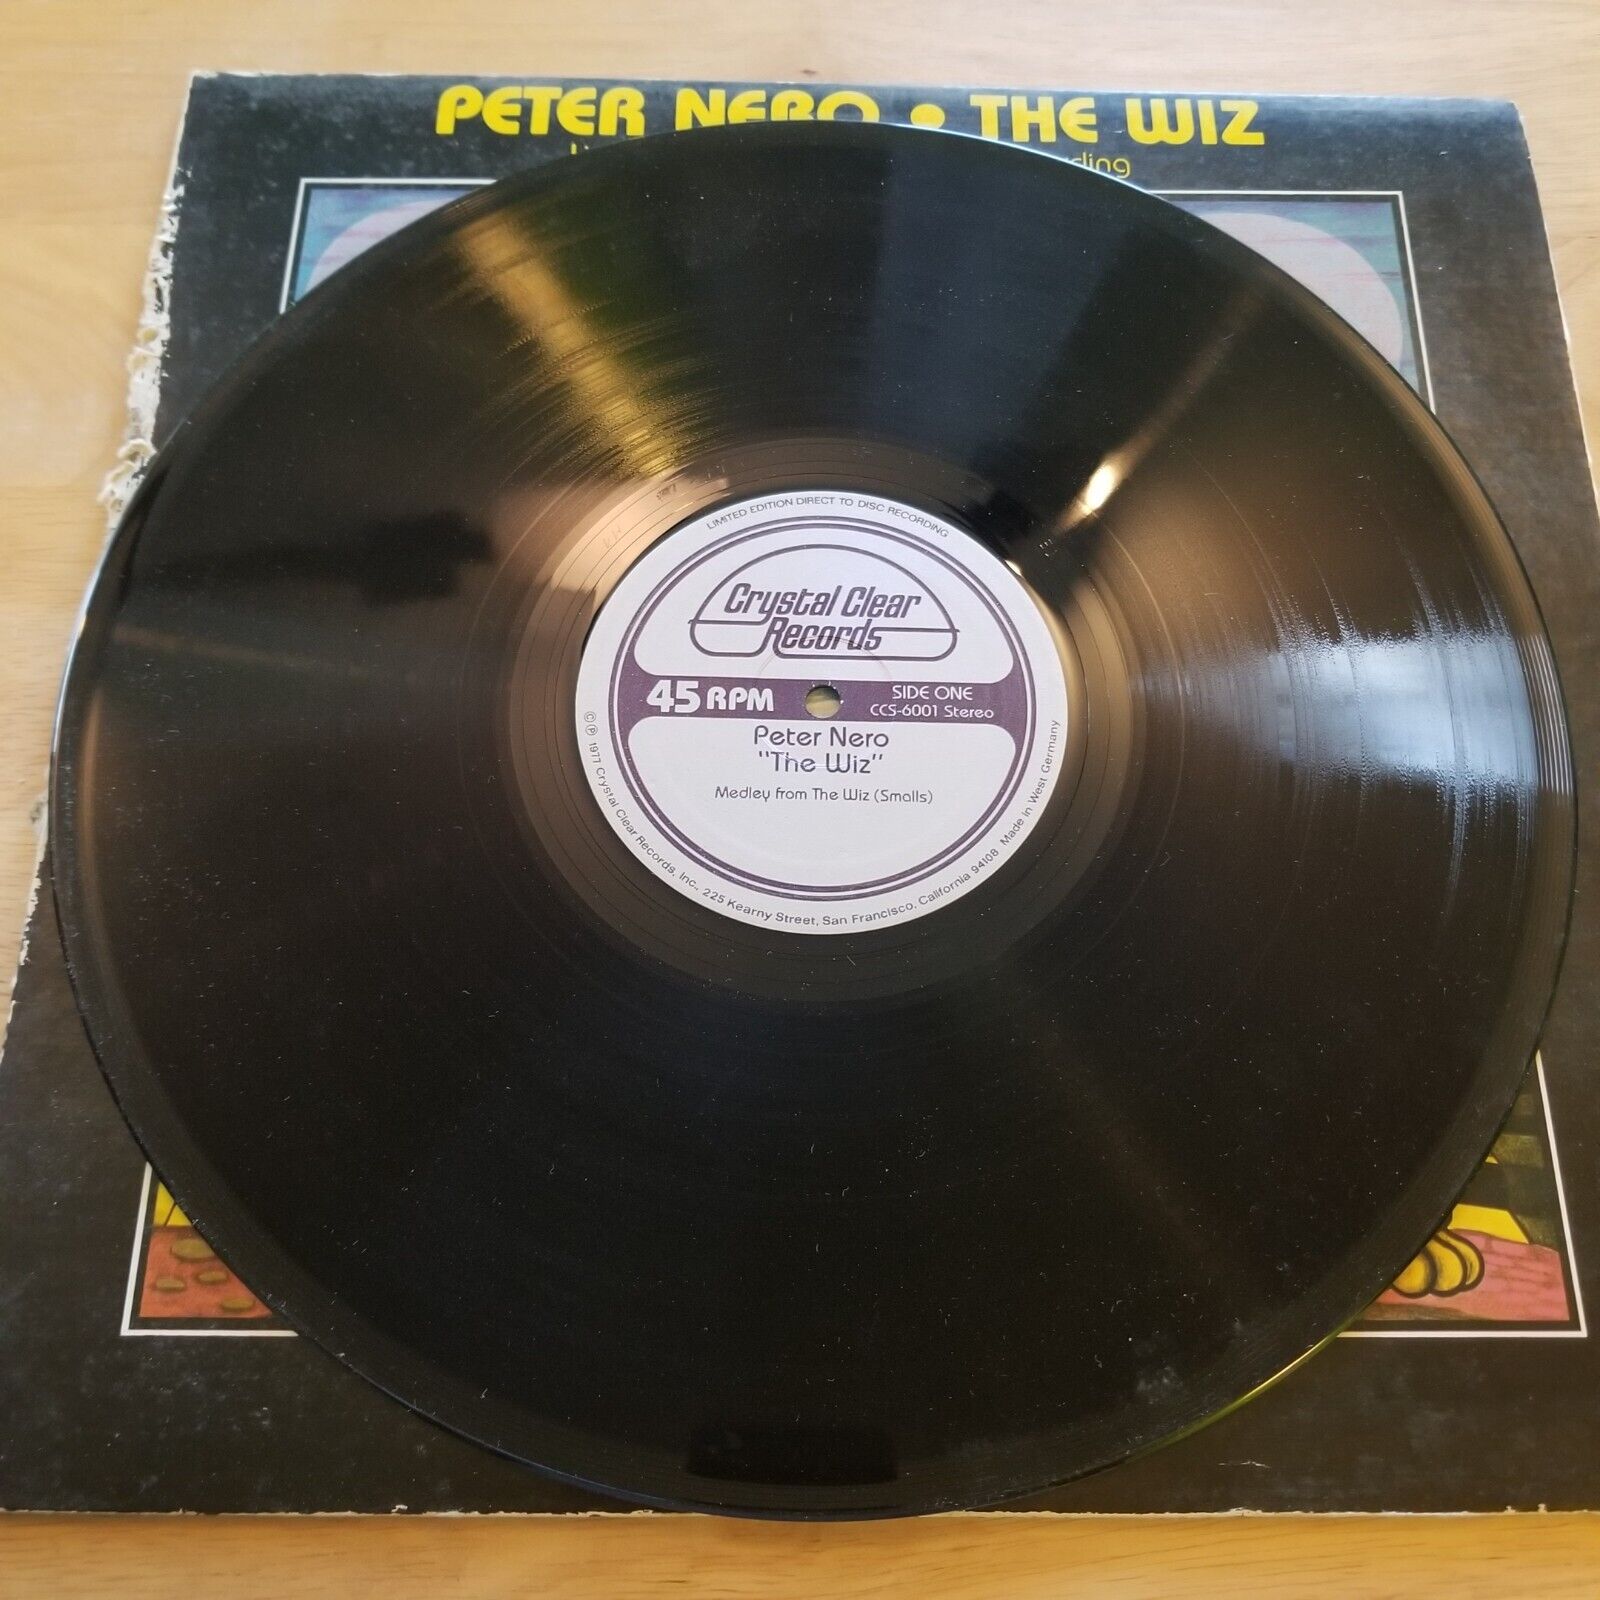 PETER NERO • THE WIZ
LIMITED EDITION DIRECT TO DISC RECORDING
Crystal Clear
Records
45 RPM
SIDE ONE
CCS-6001 Stereo
Peter Nero
"The Wiz"
Medley from The Wiz (Smalls)
© ℗ 1977 Crystal Clear Records, Inc., 225 Kearny Street, San Francisco, California 94108 Made in West Germany